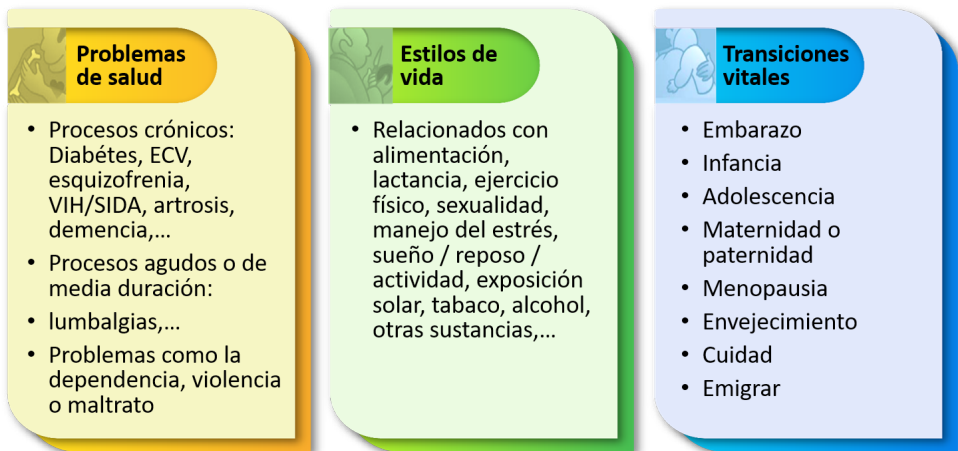 Problemas
de salud
• Procesos crónicos:
Diabétes, ECV,
esquizofrenia,
VIH/SIDA, artrosis,
demencia,...
• Procesos agudos o de
media duración:
• lumbalgias,...
• Problemas como la
dependencia, violencia
o maltrato
Estilos de
vida
• Relacionados con
alimentación,
lactancia, ejercicio
físico, sexualidad,
manejo del estrés,
sueño / reposo /
actividad, exposición
solar, tabaco, alcohol,
otras sustancias,...
Transiciones
vitales
• Embarazo
• Infancia
• Adolescencia
• Maternidad o
paternidad
• Menopausia
• Envejecimiento
• Cuidad
• Emigrar